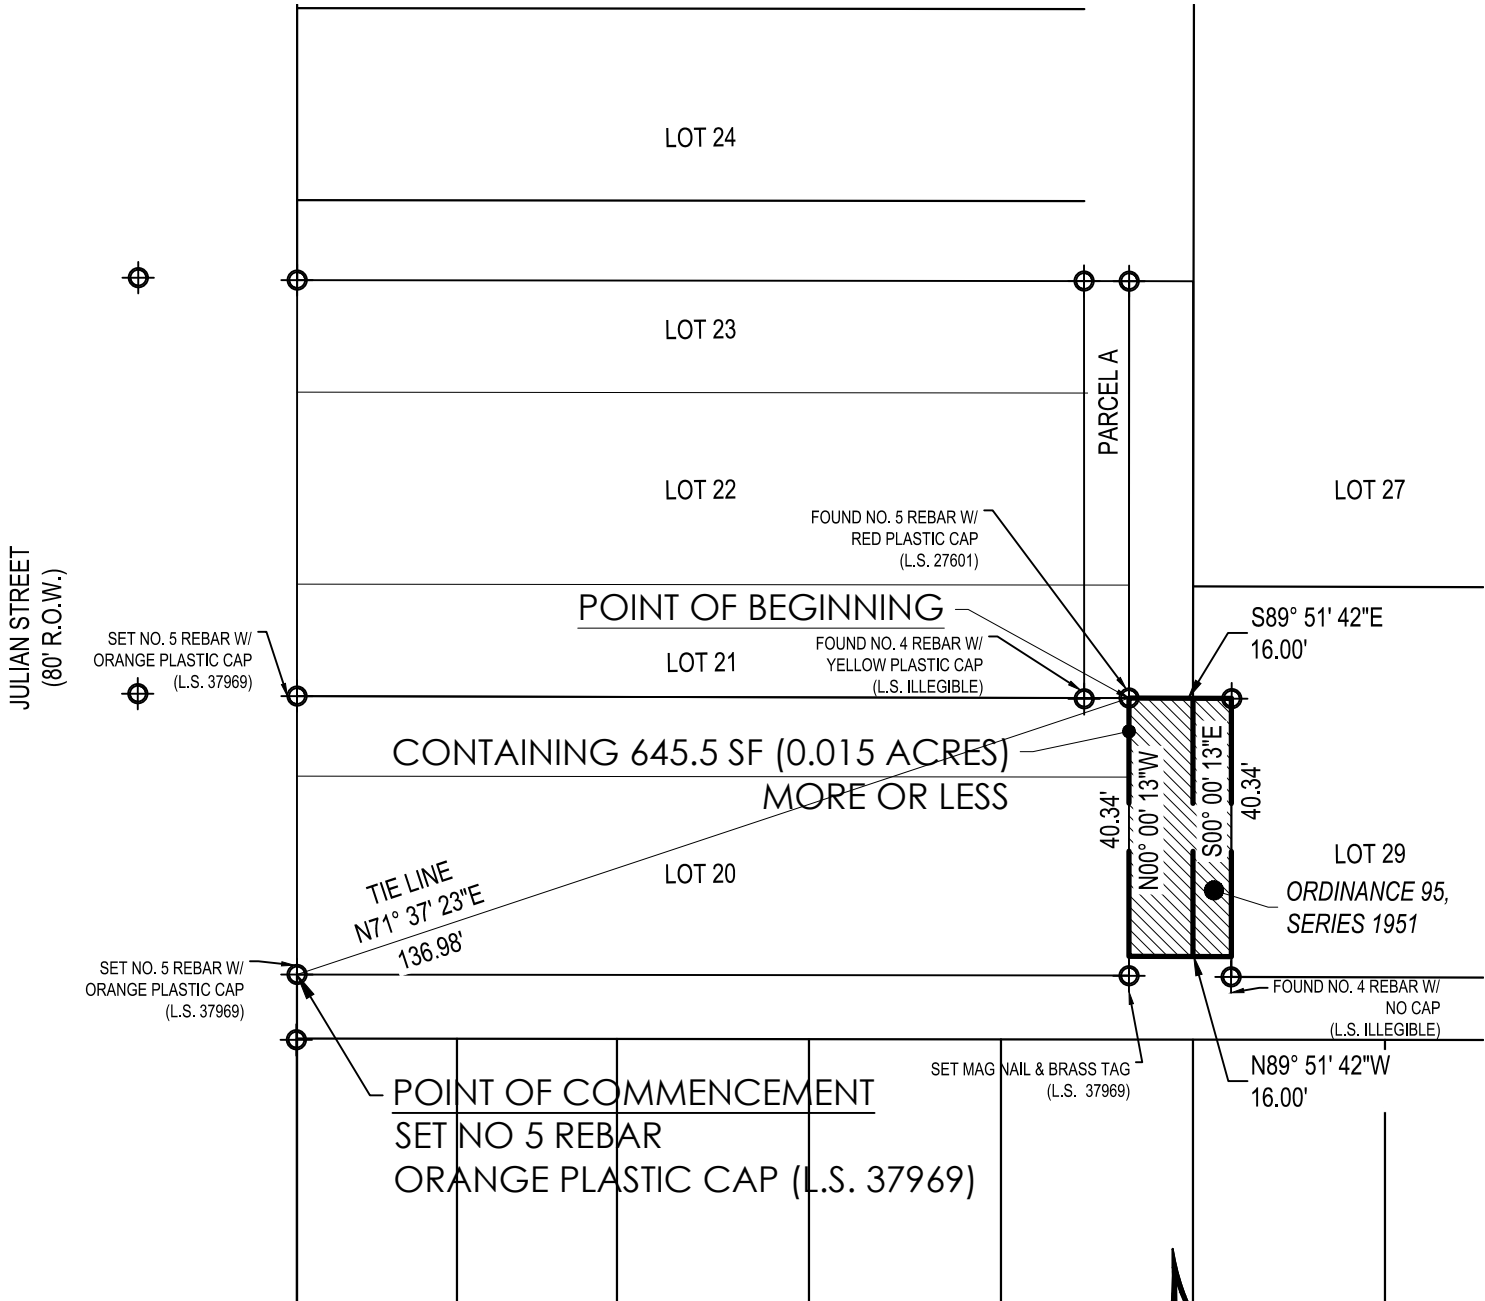 LOT 24
LOT 23
PARCEL A
LOT 22
LOT 27
FOUND NO. 5 REBAR W/
RED PLASTIC CAP
(L.S. 27601)
JULIAN STREET
(80' R.O.W.)
POINT OF BEGINNING
S89° 51' 42"E
16.00'
SET NO. 5 REBAR W/
ORANGE PLASTIC CAP
(L.S. 37969)
LOT 21
FOUND NO. 4 REBAR W/
YELLOW PLASTIC CAP
(L.S. ILLEGIBLE)
CONTAINING 645.5 SF (0.015 ACRES)
MORE OR LESS
40.34'
N00° 00' 13"W
S00° 00' 13"E
40.34'
LOT 20
LOT 29
ORDINANCE 95,
SERIES 1951
TIE LINE
N71° 37' 23"E
136.98'
SET NO. 5 REBAR W/
ORANGE PLASTIC CAP
(L.S. 37969)
FOUND NO. 4 REBAR W/
NO CAP
(L.S. ILLEGIBLE)
SET MAG NAIL & BRASS TAG
(L.S. 37969)
N89° 51' 42"W
16.00'
POINT OF COMMENCEMENT
SET NO 5 REBAR
ORANGE PLASTIC CAP (L.S. 37969)